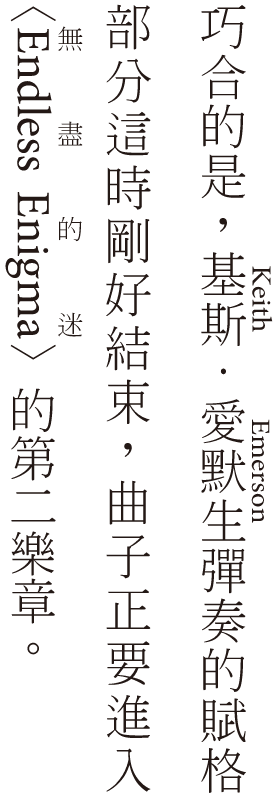 巧合的是，基斯．愛默生彈奏的賦格
Keith Emerson
部分這時剛好結束，曲子正要進入
無盡的迷
〈Endless Enigma〉的第二樂章。